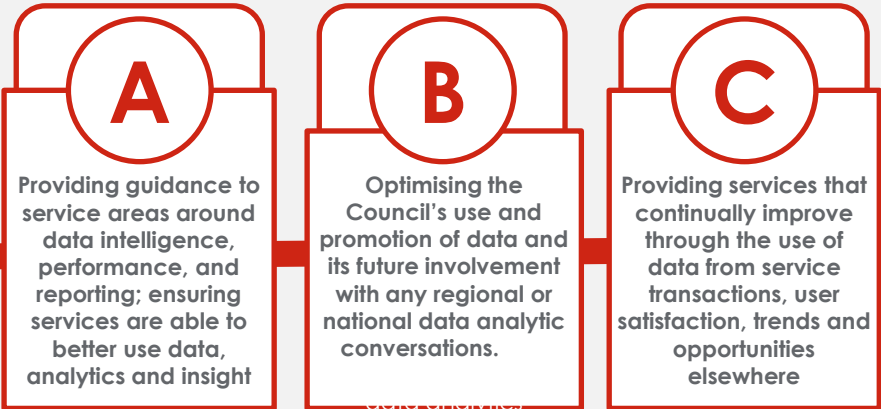 A
Providing guidance to
service areas around
data intelligence,
performance, and
reporting; ensuring
services are able to
better use data,
analytics and insight
B
Optimising the
Council's use and
promotion of data and
its future involvement
with any regional or
national data analytic
conversations.
data analytics
C
Providing services that
continually improve
through the use of
data from service
transactions, user
satisfaction, trends and
opportunities
elsewhere